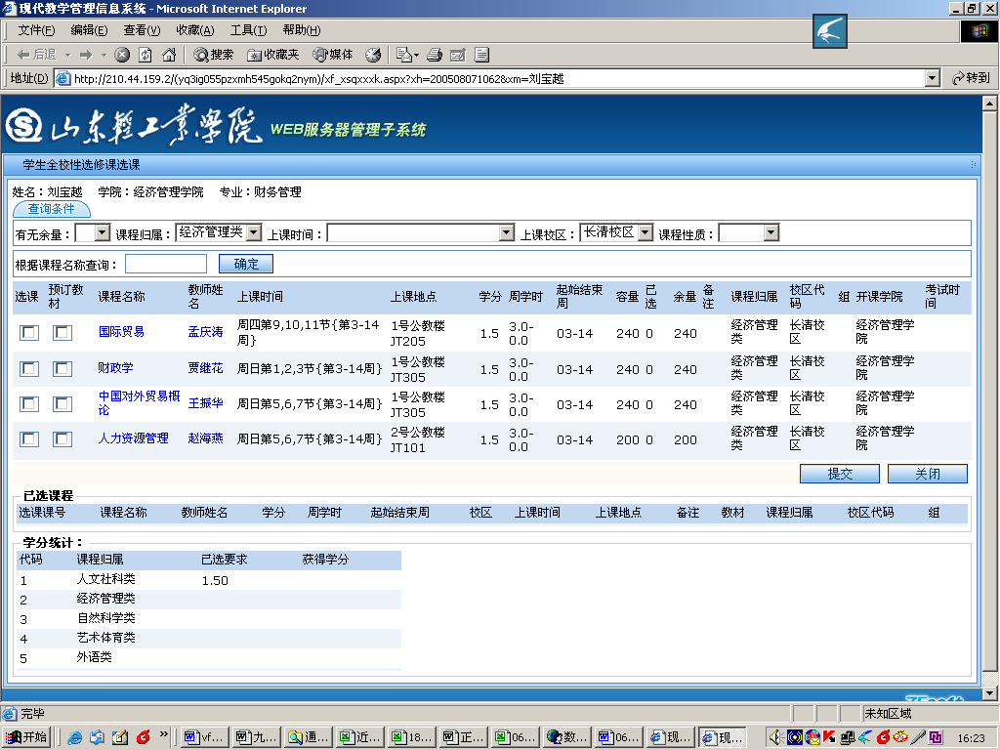 现代教学管理信息系统 - Microsoft Internet Explorer
文件(F) 编辑(E) 查看(V) 收藏(A) 工具(T) 帮助(H)
后退 搜索 收藏夹 媒体
地址(D) http://210.44.159.2/(yq3ig055pzxmh545gokq2nym)/xf_xsqxxxk.aspx?xh=200508071062&xm=刘宝越 转到
山东轻工业学院 WEB服务器管理子系统
学生全校性选修课选课
姓名：刘宝越 学院：经济管理学院 专业：财务管理
查询条件
有无余量： 课程归属： 经济管理类 上课时间： 上课校区： 长清校区 课程性质：
根据课程名称查询： 确定
选课 预订教材 课程名称 教师姓名 上课时间 上课地点 学分 周学时 起始结束周 容量 已选 余量 备注 课程归属 校区代码 组 开课学院 考试时间
国际贸易 孟庆涛 周四第9,10,11节{第3-14周} 1号公教楼JT205 1.5 3.0-0.0 03-14 240 0 240 经济管理类 长清校区 经济管理学院
财政学 贾继花 周日第1,2,3节{第3-14周} 1号公教楼JT305 1.5 3.0-0.0 03-14 240 0 240 经济管理类 长清校区 经济管理学院
中国对外贸易概论 王振华 周日第5,6,7节{第3-14周} 1号公教楼JT305 1.5 3.0-0.0 03-14 240 0 240 经济管理类 长清校区 经济管理学院
人力资源管理 赵海燕 周日第5,6,7节{第3-14周} 2号公教楼JT101 1.5 3.0-0.0 03-14 200 0 200 经济管理类 长清校区 经济管理学院
提交 关闭
已选课程
选课课号 课程名称 教师姓名 学分 周学时 起始结束周 校区 上课时间 上课地点 备注 教材 课程归属 校区代码 组
学分统计：
代码 课程归属 已选要求 获得学分
1 人文社科类 1.50
2 经济管理类
3 自然科学类
4 艺术体育类
5 外语类
完毕 未知区域
开始 vf... 九... 通... 近... 18... 正... 06... 数... 06... 现... 现... 16:23